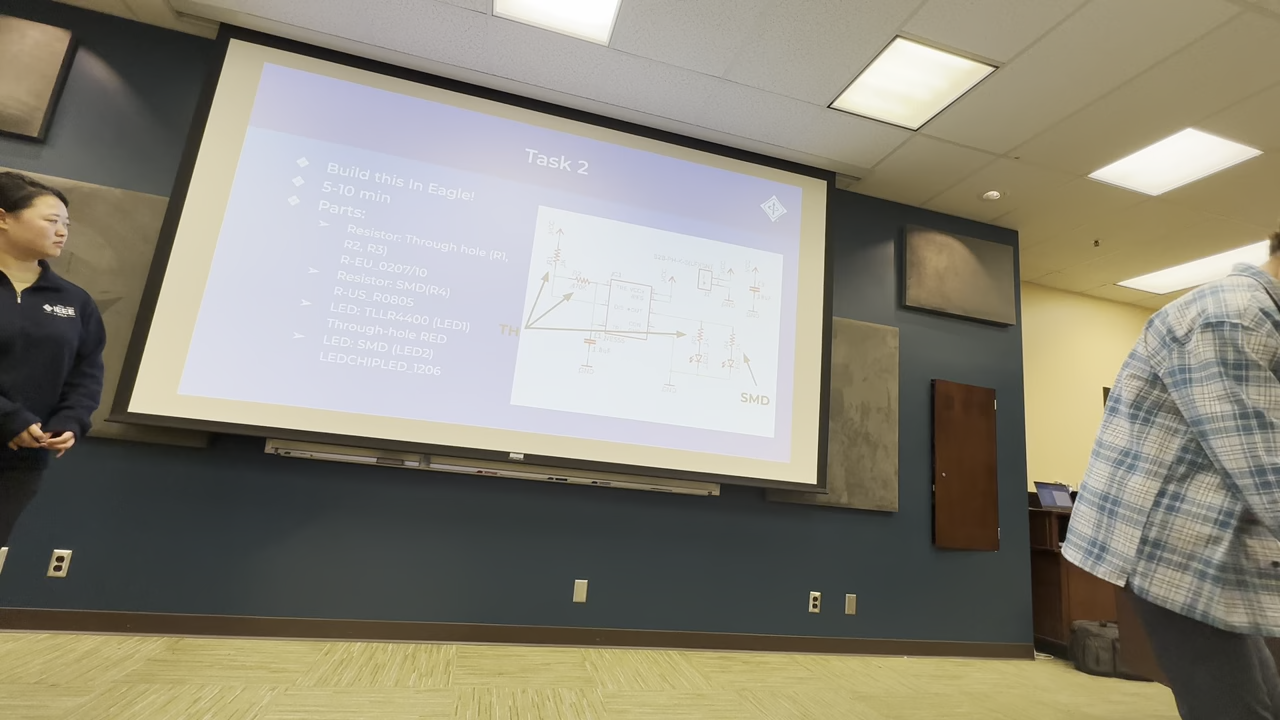 Task 2
Build this In Eagle!
5-10 min
Parts:
Resistor: Through hole (R1,
R2, R3)
R-EU_0207/10
Resistor: SMD(R4)
R-US_R0805
LED: TLLR4400 (LED1)
Through-hole RED
LED: SMD (LED2)
LEDCHIPLED_1206
TH
SMD
IEEE